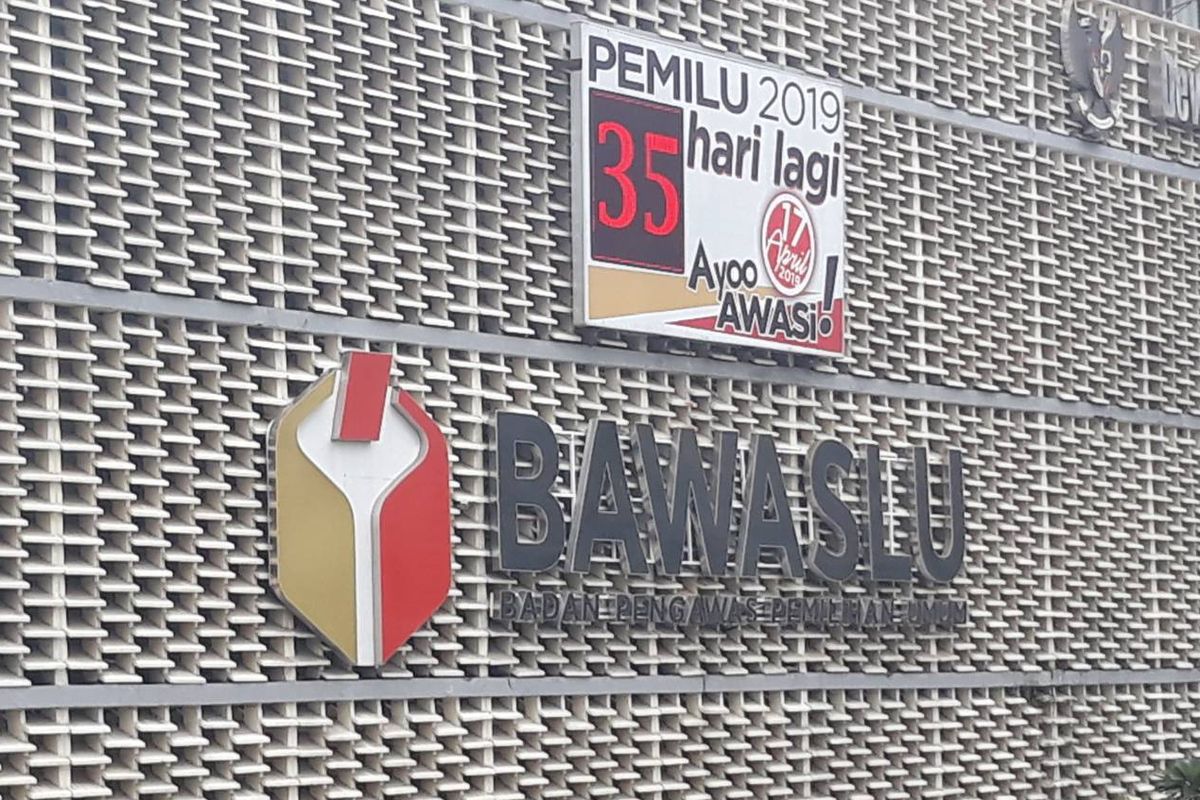 PEMILU 2019
35 hari lagi
17
April
2019
Ayoo
AWASi!
BAWASLU
BADAN PENGAWAS PEMILIHAN UMUM